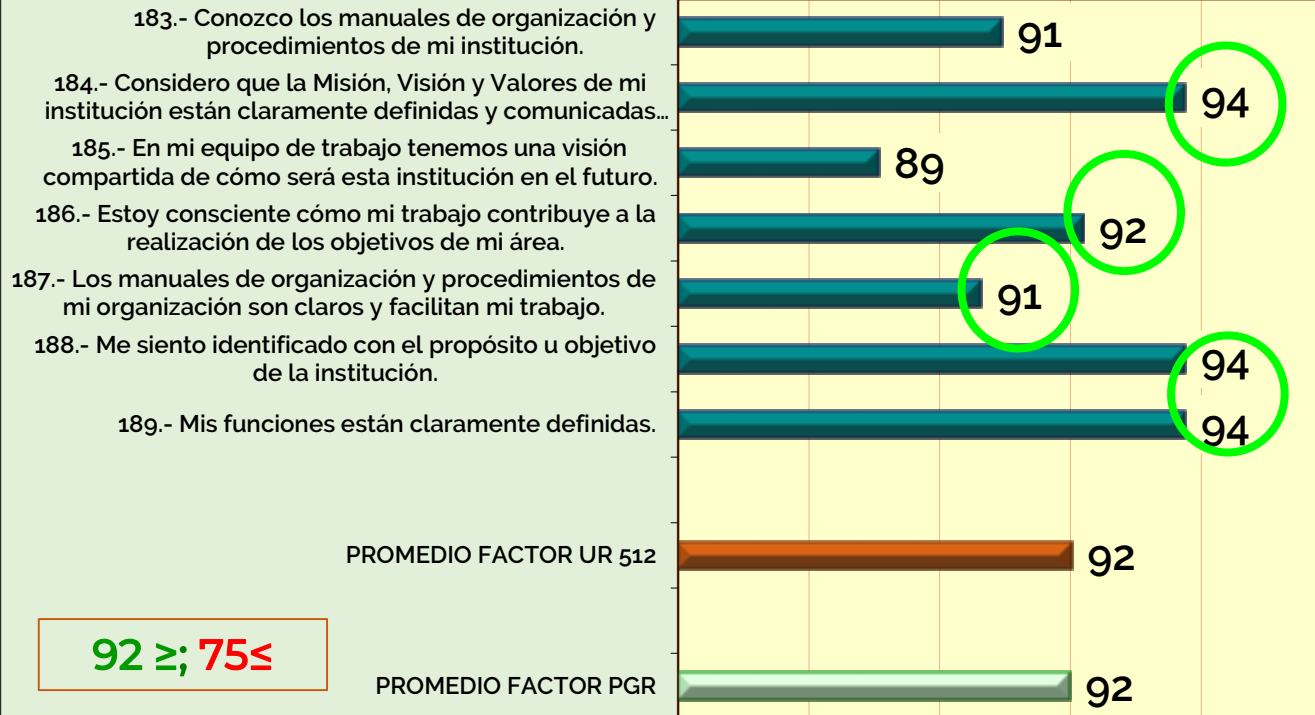 183.- Conozco los manuales de organización y
procedimientos de mi institución.
91
184.- Considero que la Misión, Visión y Valores de mi
institución están claramente definidas y comunicadas...
94
185.- En mi equipo de trabajo tenemos una visión
compartida de cómo será esta institución en el futuro.
89
186.- Estoy consciente cómo mi trabajo contribuye a la
realización de los objetivos de mi área.
92
187.- Los manuales de organización y procedimientos de
mi organización son claros y facilitan mi trabajo.
91
188.- Me siento identificado con el propósito u objetivo
de la institución.
94
189.- Mis funciones están claramente definidas.
94
PROMEDIO FACTOR UR 512
92
92 ≥; 75≤
PROMEDIO FACTOR PGR
92